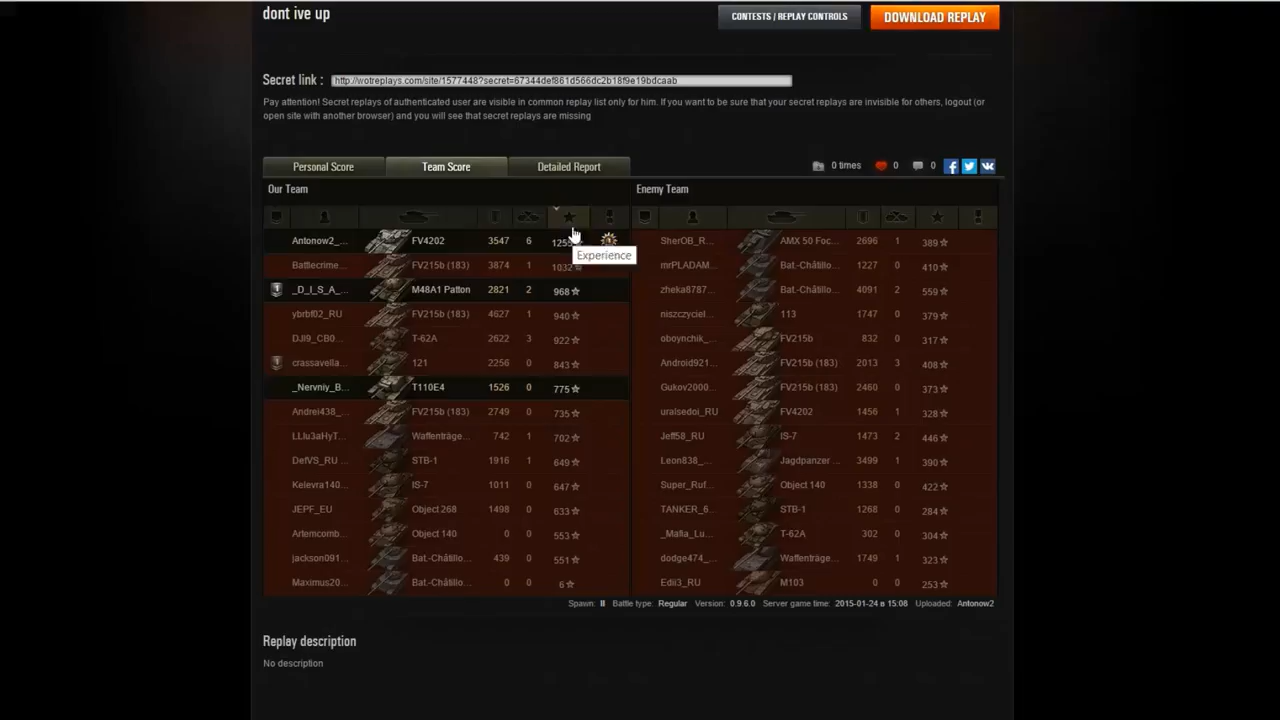 dont ive up
CONTESTS / REPLAY CONTROLS
DOWNLOAD REPLAY
Secret link :
http://wotreplays.com/site/1577448?secret=67344def861d566dc2b18f9e19bdcaab
Pay attention! Secret replays of authenticated user are visible in common replay list only for him. If you want to be sure that your secret replays are invisible for others, logout (or
open site with another browser) and you will see that secret replays are missing
Personal Score Team Score Detailed Report 0 times 0 0
Our Team Enemy Team
Antonow2_... FV4202 3547 6 SherOB_R... AMX 50 Foc... 2696 1 389
Experience
Battlecrime... FV215b (183) 3874 1 1032 mrPLADAM... Bat.-Châtillo... 1227 0 410
_D_I_S_A_... M48A1 Patton 2821 2 968 zheka8787... Bat.-Châtillo... 4091 2 559
ybrbf02_RU FV215b (183) 4627 1 940 niszczyciel... 113 1747 0 379
DJI9_CB0... T-62A 2622 3 922 oboynchik_... FV215b 832 0 317
crassavella... 121 2256 0 843 Android921... FV215b (183) 2013 3 408
_Nervniy_B... T110E4 1526 0 775 Gukov2000... FV215b (183) 2460 0 373
Andrei438_... FV215b (183) 2749 0 735 uralsedoi_RU FV4202 1456 1 328
LLIu3aHyT... Waffenträge... 742 1 702 Jeff58_RU IS-7 1473 2 446
DefVS_RU ... STB-1 1916 1 649 Leon838_... Jagdpanzer ... 3499 1 390
Kelevra140... IS-7 1011 0 647 Super_Ruf... Object 140 1338 0 422
JEPF_EU Object 268 1498 0 633 TANKER_6... STB-1 1268 0 284
Artemcomb... Object 140 0 0 553 _Mafia_Lu... T-62A 302 0 304
jackson091... Bat.-Châtillo... 439 0 551 dodge474_... Waffenträge... 1749 1 323
Maximus20... Bat.-Châtillo... 0 0 6 Edii3_RU M103 0 0 253
Spawn: II Battle type: Regular Version: 0.9.6.0 Server game time: 2015-01-24 в 15:08 Uploaded: Antonow2
Replay description
No description